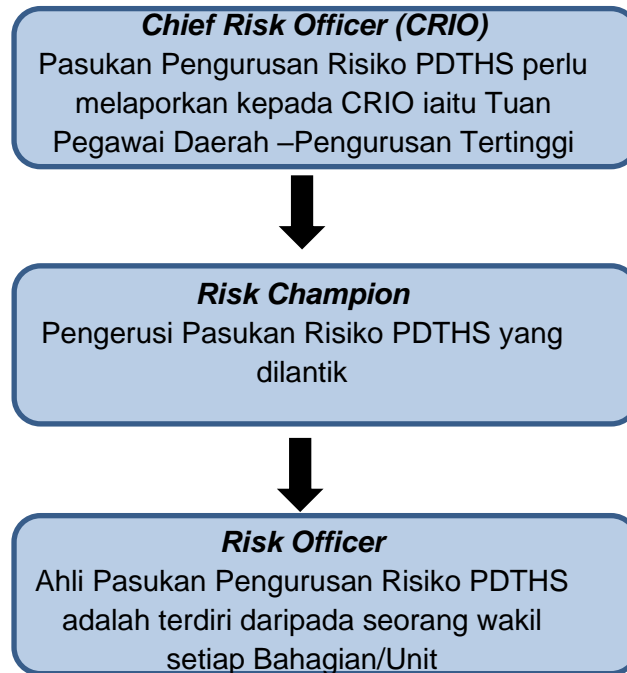 Chief Risk Officer (CRIO)
Pasukan Pengurusan Risiko PDTHS perlu
melaporkan kepada CRIO iaitu Tuan
Pegawai Daerah –Pengurusan Tertinggi
Risk Champion
Pengerusi Pasukan Risiko PDTHS yang
dilantik
Risk Officer
Ahli Pasukan Pengurusan Risiko PDTHS
adalah terdiri daripada seorang wakil
setiap Bahagian/Unit